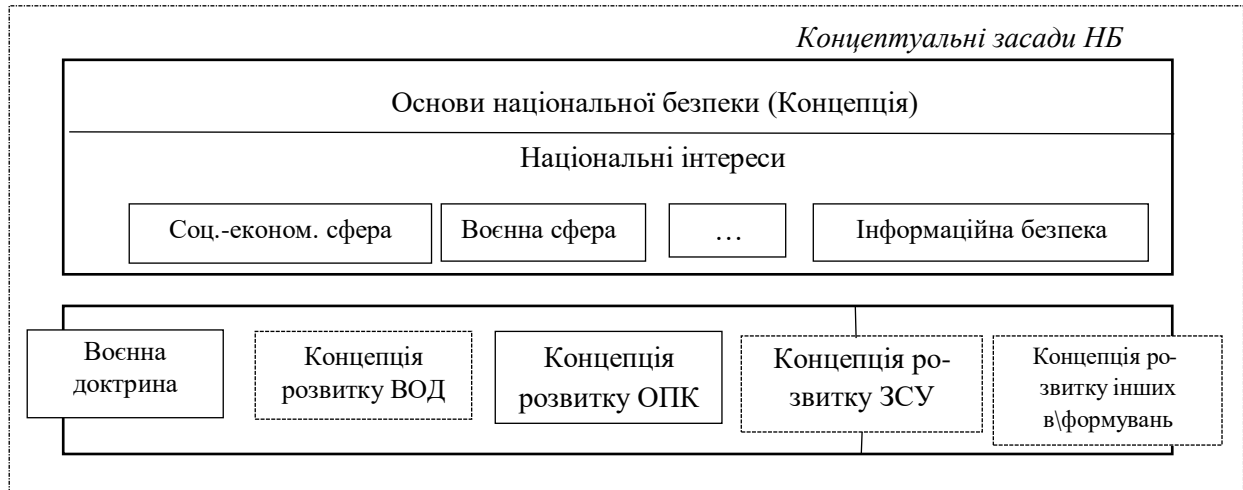 Концептуальні засади НБ
Основи національної безпеки (Концепція)
Національні інтереси
Соц.-економ. сфера
Воєнна сфера
…
Інформаційна безпека
Воєнна
доктрина
Концепція
розвитку ВОД
Концепція
розвитку ОПК
Концепція ро-
звитку ЗСУ
Концепція ро-
звитку інших
в\формувань